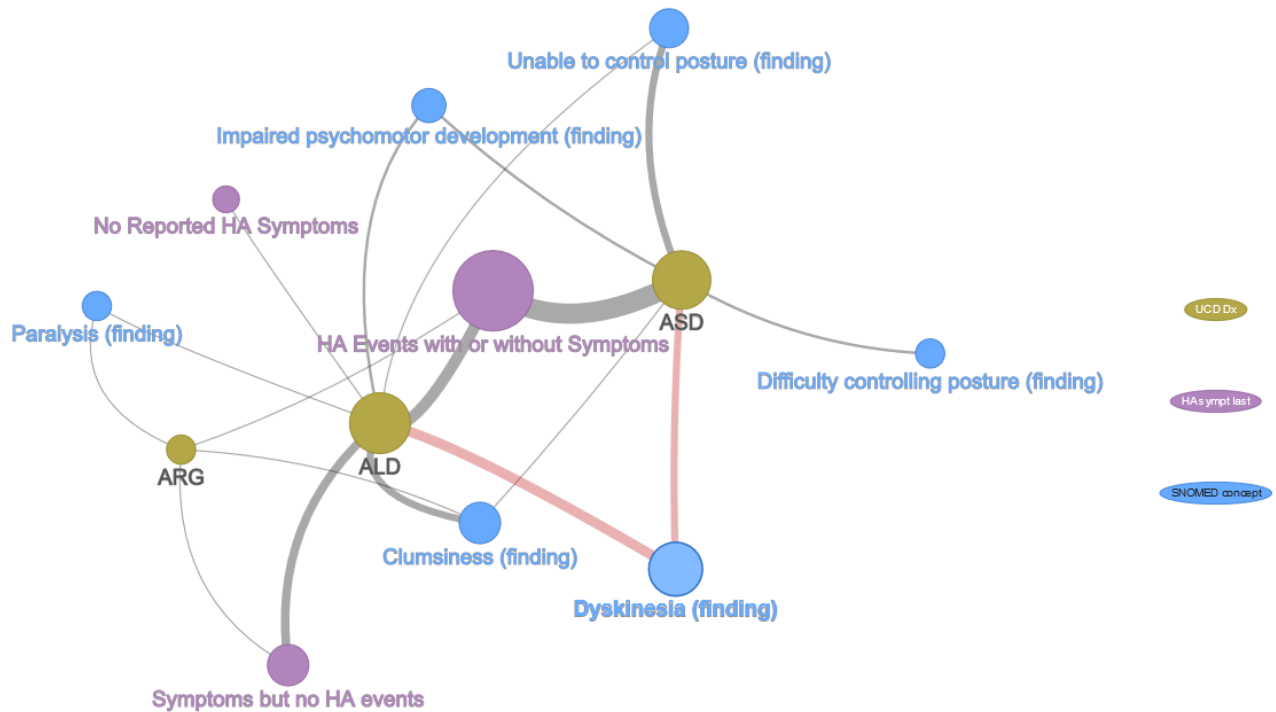 Unable to control posture (finding)
Impaired psychomotor development (finding)
No Reported HA Symptoms
Paralysis (finding)
HA Events with or without Symptoms
ASD
Difficulty controlling posture (finding)
ARG
ALD
Clumsiness (finding)
Dyskinesia (finding)
Symptoms but no HA events
UCD Dx
HA sympt last
SNOMED concept